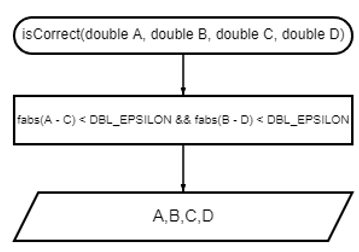 isCorrect(double A, double B, double C, double D)
fabs(A - C) < DBL_EPSILON && fabs(B - D) < DBL_EPSILON
A,B,C,D